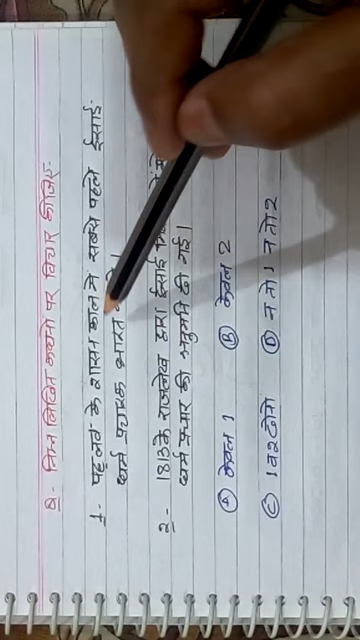 Q- निम्न लिखित कथनों पर विचार कीजिए-
1- पहलव के शासन काल में सबसे पहले ईसाई
धर्म प्रचारक भारत
2- 1813 के राजलेख द्वारा ईसाई
धर्म प्रचार की अनुमति दी गई।
(A) केवल 1 (B) केवल 2
(C) 1 व 2 दोनों (D) न तो 1 न तो 2